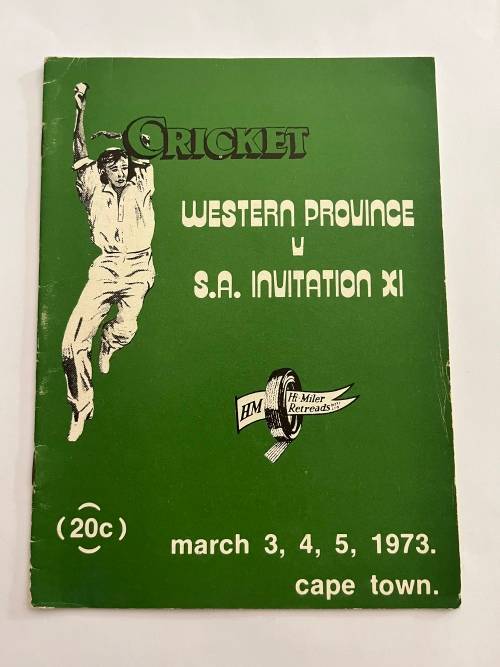 CRICKET
WESTERN PROVINCE
V
S.A. INVITATION XI
HM
Hi-Miler
Retreads
(20c)
march 3, 4, 5, 1973.
cape town.